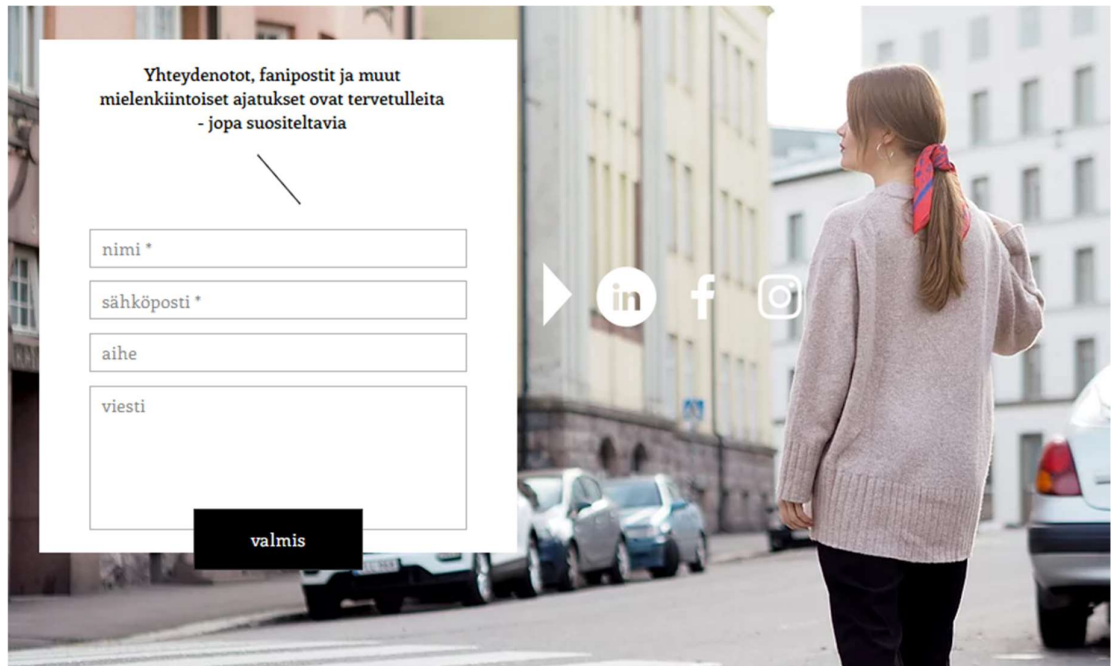 Yhteydenotot, fanipostit ja muut
mielenkiintoiset ajatukset ovat tervetulleita
- jopa suositeltavia
nimi *
sähköposti *
aihe
viesti
valmis
in
f